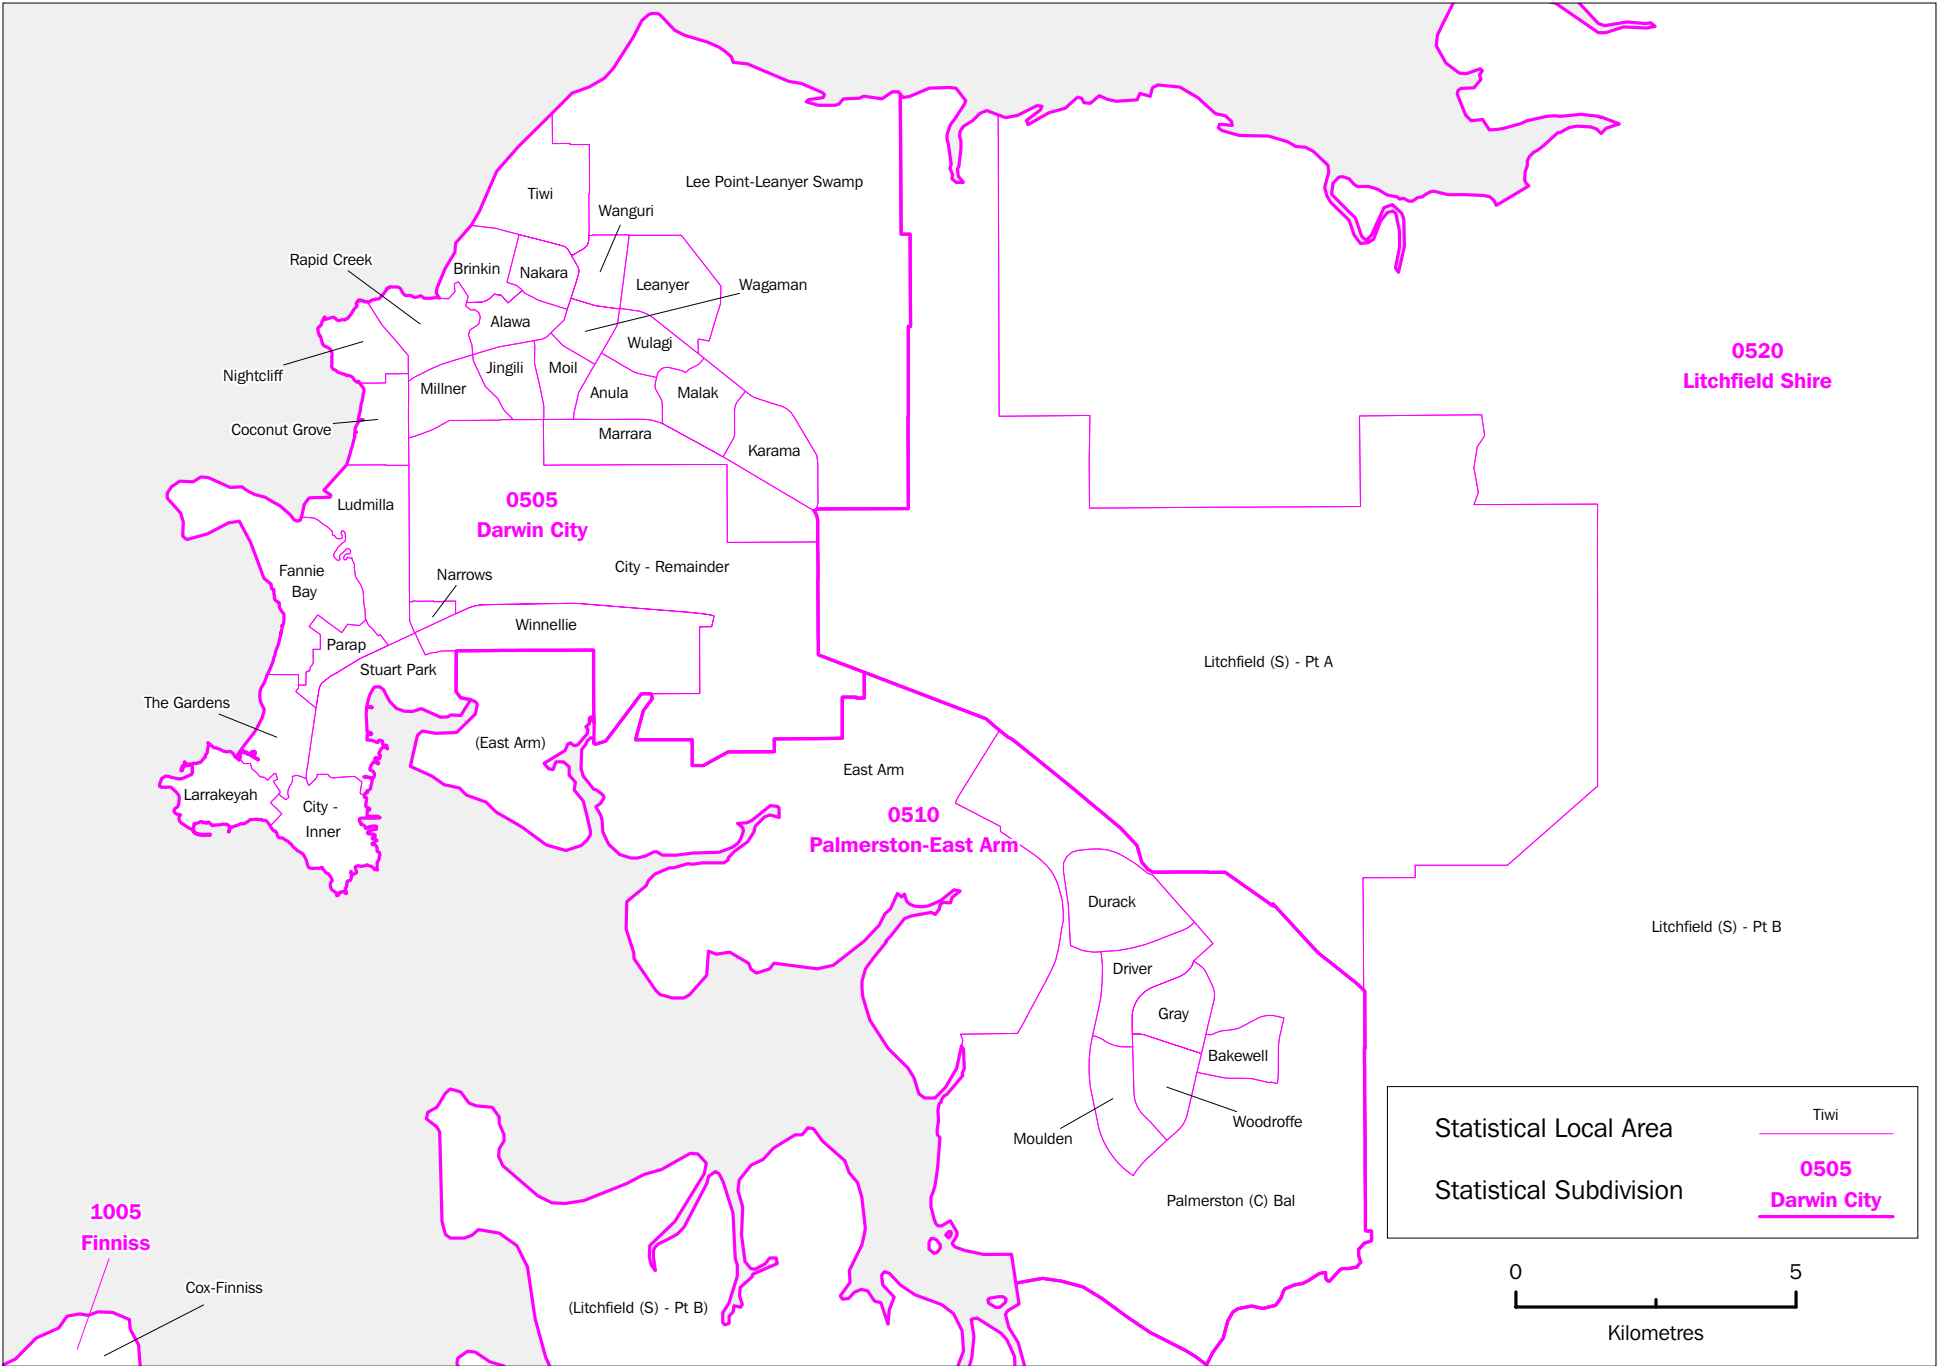 Lee Point-Leanyer Swamp
Tiwi
Wanguri
Rapid Creek
Brinkin
Nakara
Leanyer
Wagaman
Alawa
Wulagi
Nightcliff
Jingili
Moil
Millner
Anula
Malak
Coconut Grove
Marrara
Karama
0520
Litchfield Shire
Ludmilla
0505
Darwin City
City - Remainder
Fannie
Bay
Narrows
Winnellie
Parap
Stuart Park
Litchfield (S) - Pt A
The Gardens
(East Arm)
East Arm
Larrakeyah
City -
Inner
0510
Palmerston-East Arm
Durack
Litchfield (S) - Pt B
Driver
Gray
Bakewell
Woodroffe
Moulden
Palmerston (C) Bal
1005
Finniss
Cox-Finniss
(Litchfield (S) - Pt B)
Statistical Local Area
Tiwi
Statistical Subdivision
0505
Darwin City
0 5
Kilometres